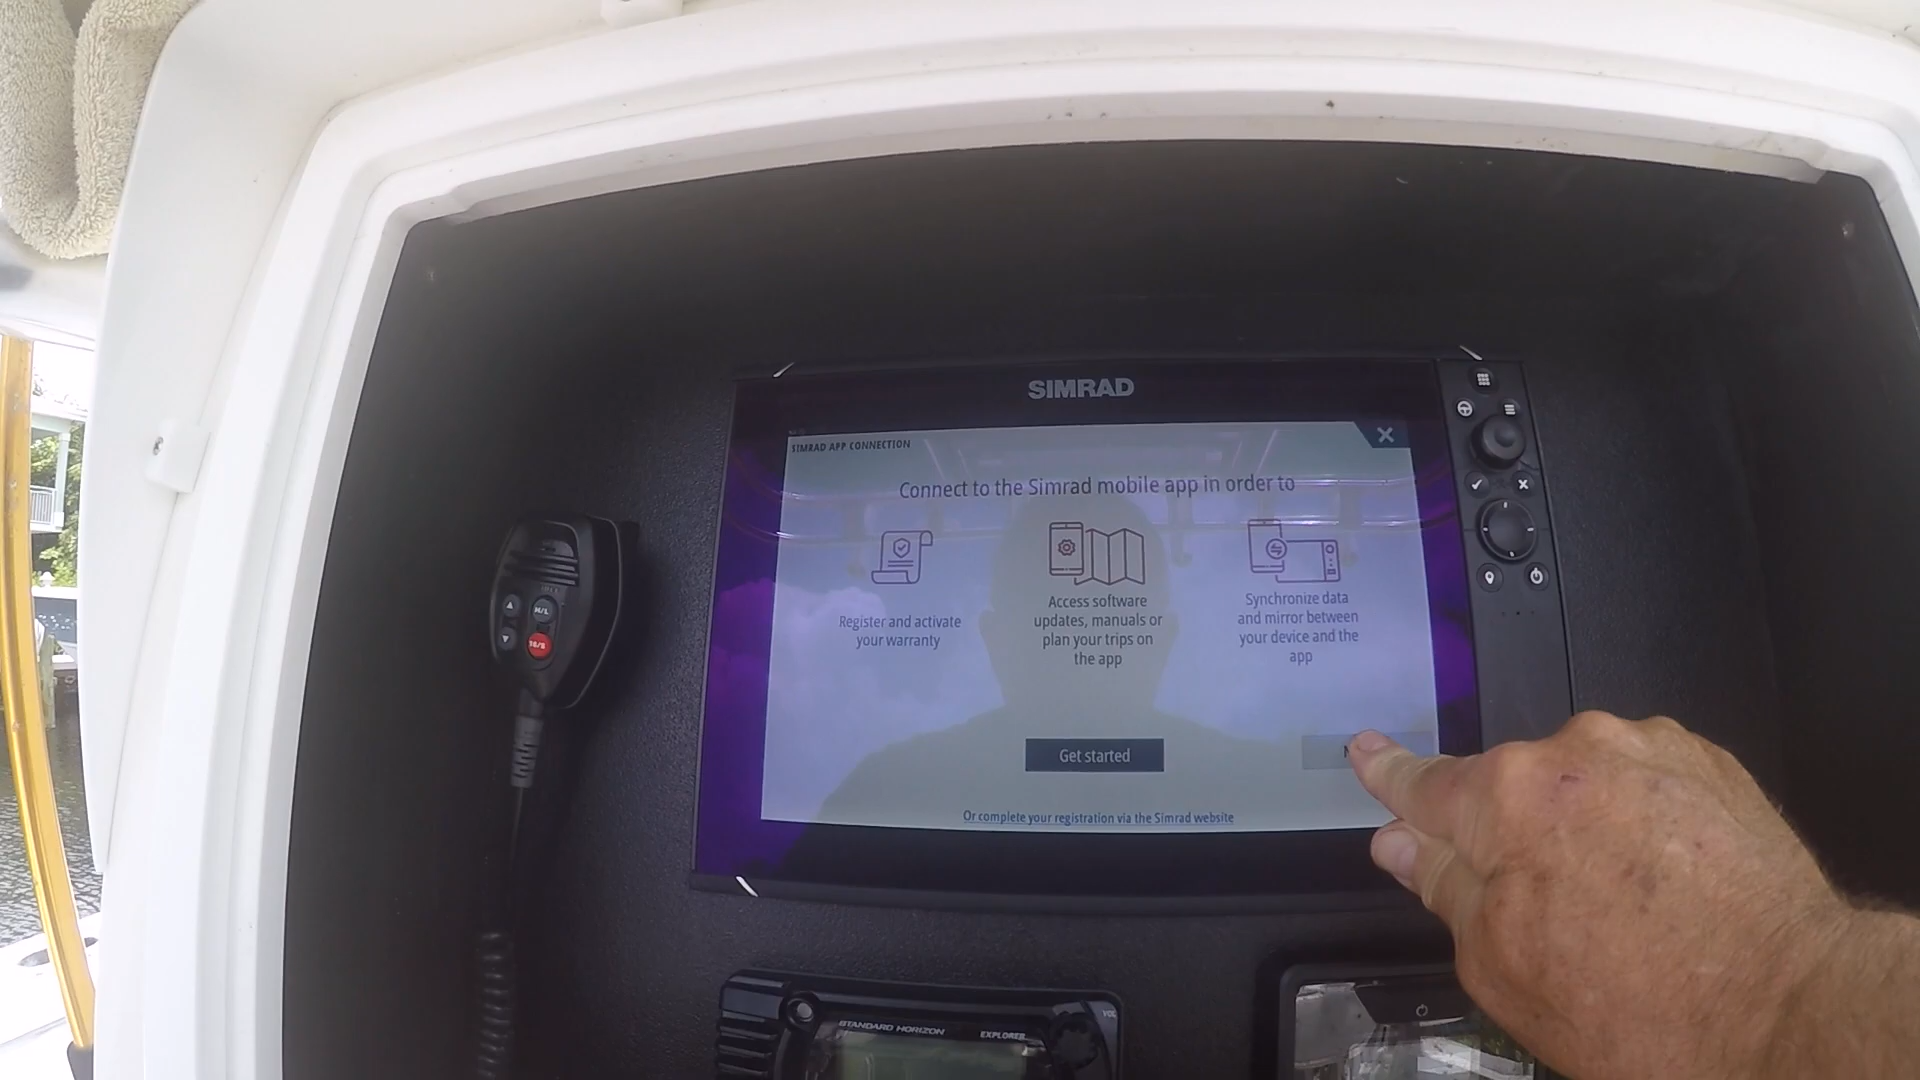 SIMRAD
SIMRAD APP CONNECTION
Connect to the Simrad mobile app in order to
Register and activate
your warranty
Access software
updates, manuals or
plan your trips on
the app
Synchronize data
and mirror between
your device and the
app
Get started
Or complete your registration via the Simrad website
H/L
16/S
STANDARD HORIZON
EXPLORER
VOL